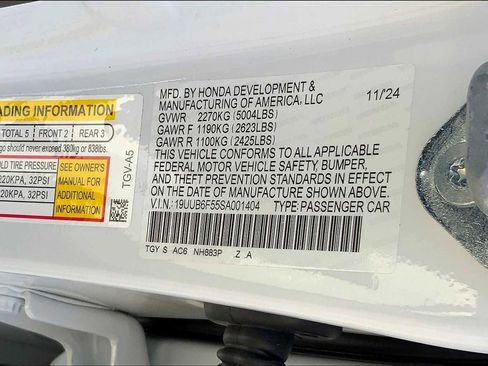 ADING INFORMATION
TOTAL 5 FRONT 2 REAR 3
go should never exceed 380kg or 838lbs.
LD TIRE PRESSURE
SEE OWNER'S
MANUAL FOR
ADDITIONAL
INFORMATION
220KPA, 32PSI
220KPA, 32PSI
TGV-A5
MFD. BY HONDA DEVELOPMENT & 11/24
MANUFACTURING OF AMERICA, LLC
GVWR 2270KG (5004LBS)
GAWR F 1190KG (2623LBS)
GAWR R 1100KG (2425LBS)
THIS VEHICLE CONFORMS TO ALL APPLICABLE
FEDERAL MOTOR VEHICLE SAFETY, BUMPER,
AND THEFT PREVENTION STANDARDS IN EFFECT
ON THE DATE OF MANUFACTURE SHOWN ABOVE.
V.I.N.: 19UUB6F55SA001404 TYPE: PASSENGER CAR
TGY S AC6 NH883P .Z .A